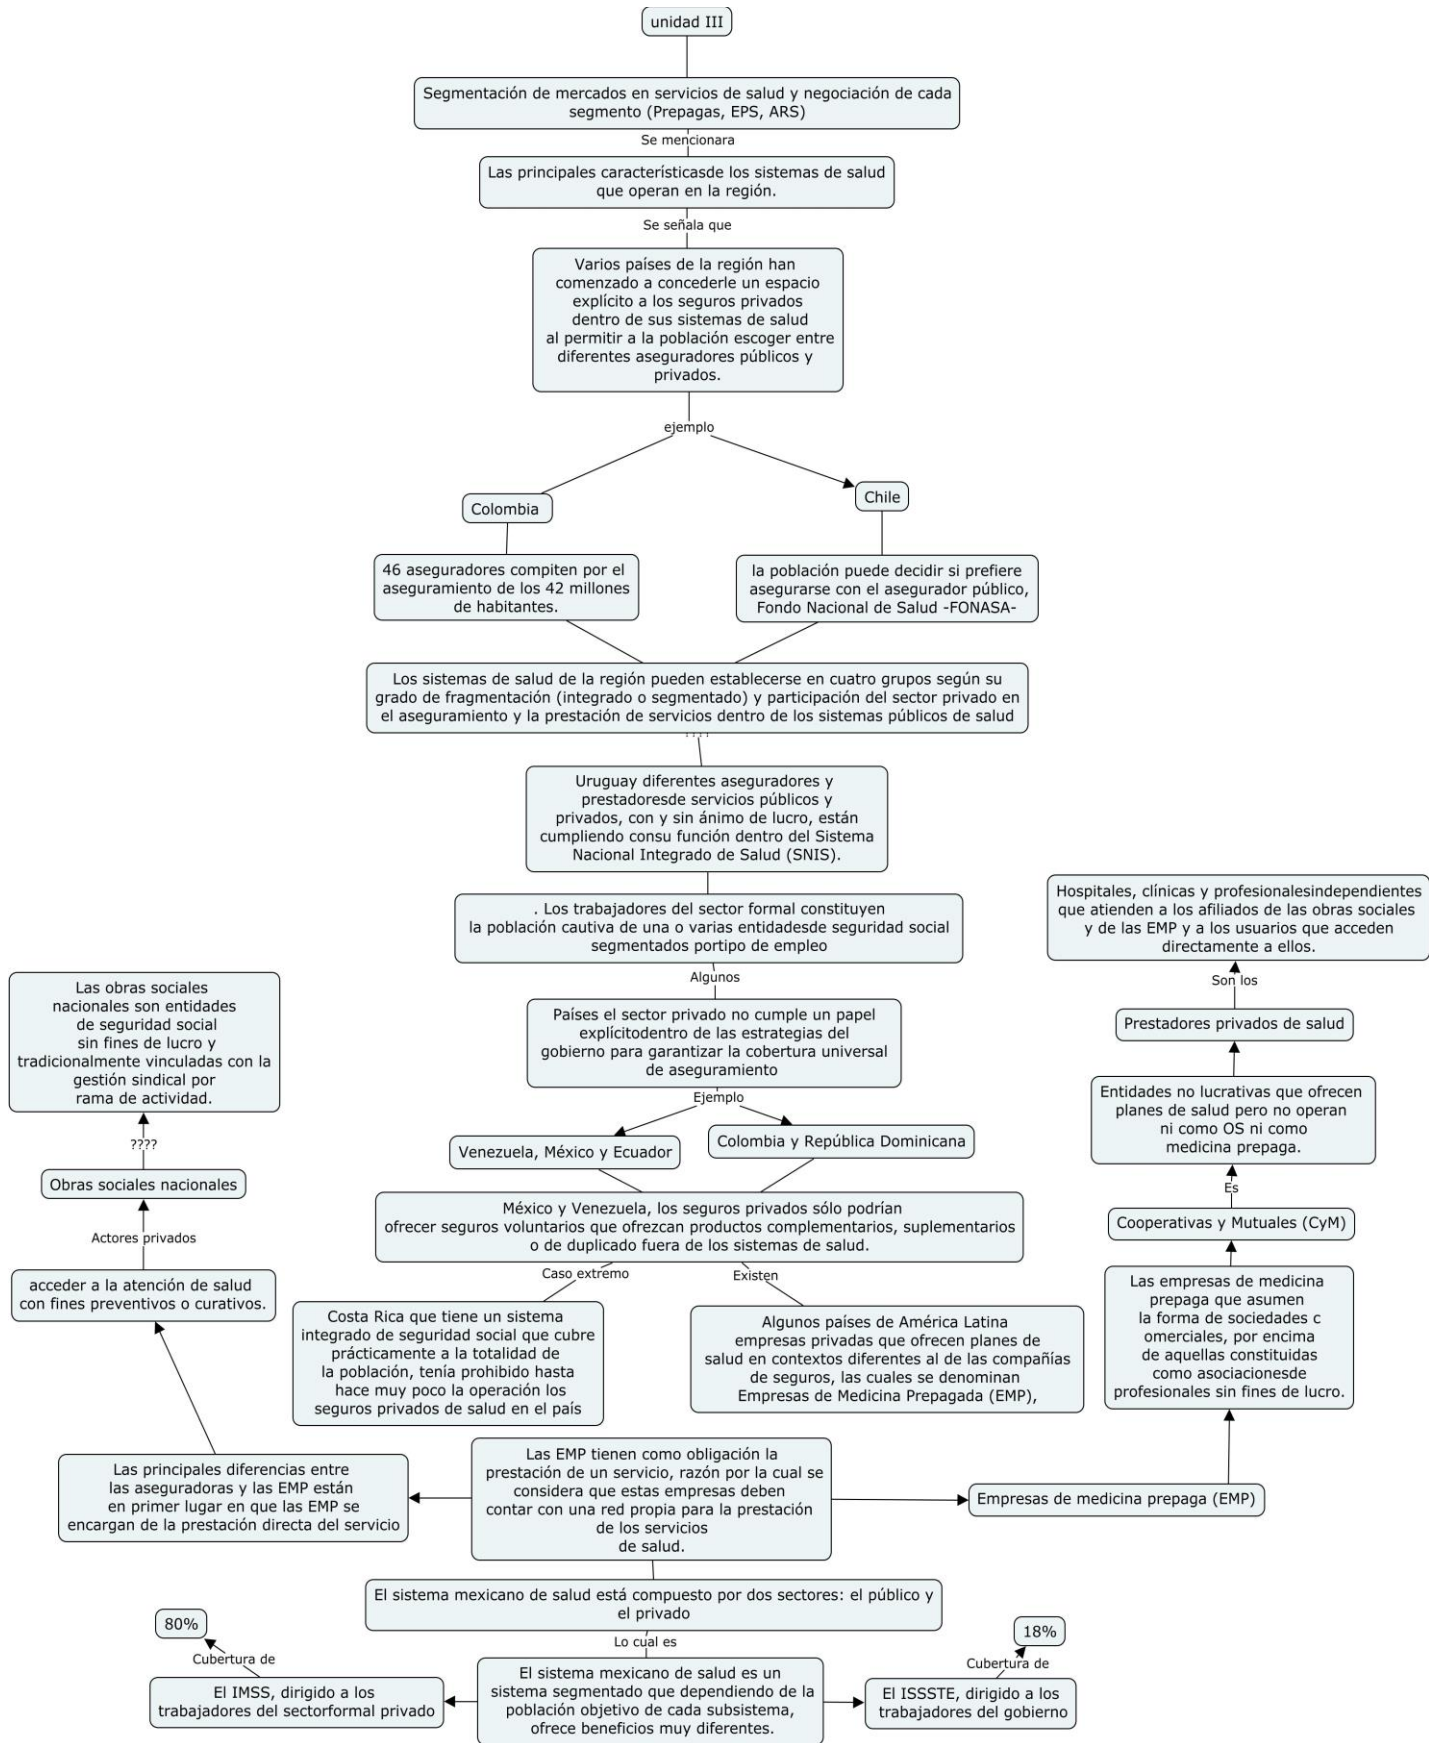 unidad III
Segmentación de mercados en servicios de salud y negociación de cada
segmento (Prepagas, EPS, ARS)
Se mencionara
Las principales característicasde los sistemas de salud
que operan en la región.
Se señala que
Varios países de la región han
comenzado a concederle un espacio
explícito a los seguros privados
dentro de sus sistemas de salud
al permitir a la población escoger entre
diferentes aseguradores públicos y
privados.
ejemplo
Colombia
Chile
46 aseguradores compiten por el
aseguramiento de los 42 millones
de habitantes.
la población puede decidir si prefiere
asegurarse con el asegurador público,
Fondo Nacional de Salud -FONASA-
Los sistemas de salud de la región pueden establecerse en cuatro grupos según su
grado de fragmentación (integrado o segmentado) y participación del sector privado en
el aseguramiento y la prestación de servicios dentro de los sistemas públicos de salud
Uruguay diferentes aseguradores y
prestadoresde servicios públicos y
privados, con y sin ánimo de lucro, están
cumpliendo consu función dentro del Sistema
Nacional Integrado de Salud (SNIS).
. Los trabajadores del sector formal constituyen
la población cautiva de una o varias entidadesde seguridad social
segmentados portipo de empleo
Algunos
Países el sector privado no cumple un papel
explícitodentro de las estrategias del
gobierno para garantizar la cobertura universal
de aseguramiento
Ejemplo
Venezuela, México y Ecuador
Colombia y República Dominicana
México y Venezuela, los seguros privados sólo podrían
ofrecer seguros voluntarios que ofrezcan productos complementarios, suplementarios
o de duplicado fuera de los sistemas de salud.
Caso extremo
Existen
Costa Rica que tiene un sistema
integrado de seguridad social que cubre
prácticamente a la totalidad de
la población, tenía prohibido hasta
hace muy poco la operación los
seguros privados de salud en el país
Algunos países de América Latina
empresas privadas que ofrecen planes de
salud en contextos diferentes al de las compañías
de seguros, las cuales se denominan
Empresas de Medicina Prepagada (EMP),
Las EMP tienen como obligación la
prestación de un servicio, razón por la cual se
considera que estas empresas deben
contar con una red propia para la prestación
de los servicios
de salud.
Las principales diferencias entre
las aseguradoras y las EMP están
en primer lugar en que las EMP se
encargan de la prestación directa del servicio
acceder a la atención de salud
con fines preventivos o curativos.
Actores privados
Obras sociales nacionales
????
Las obras sociales
nacionales son entidades
de seguridad social
sin fines de lucro y
tradicionalmente vinculadas con la
gestión sindical por
rama de actividad.
Empresas de medicina prepaga (EMP)
Las empresas de medicina
prepaga que asumen
la forma de sociedades c
omerciales, por encima
de aquellas constituidas
como asociacionesde
profesionales sin fines de lucro.
Cooperativas y Mutuales (CyM)
Es
Entidades no lucrativas que ofrecen
planes de salud pero no operan
ni como OS ni como
medicina prepaga.
Prestadores privados de salud
Son los
Hospitales, clínicas y profesionalesindependientes
que atienden a los afiliados de las obras sociales
y de las EMP y a los usuarios que acceden
directamente a ellos.
El sistema mexicano de salud está compuesto por dos sectores: el público y
el privado
Lo cual es
El sistema mexicano de salud es un
sistema segmentado que dependiendo de la
población objetivo de cada subsistema,
ofrece beneficios muy diferentes.
El IMSS, dirigido a los
trabajadores del sectorformal privado
Cubertura de
80%
El ISSSTE, dirigido a los
trabajadores del gobierno
Cubertura de
18%